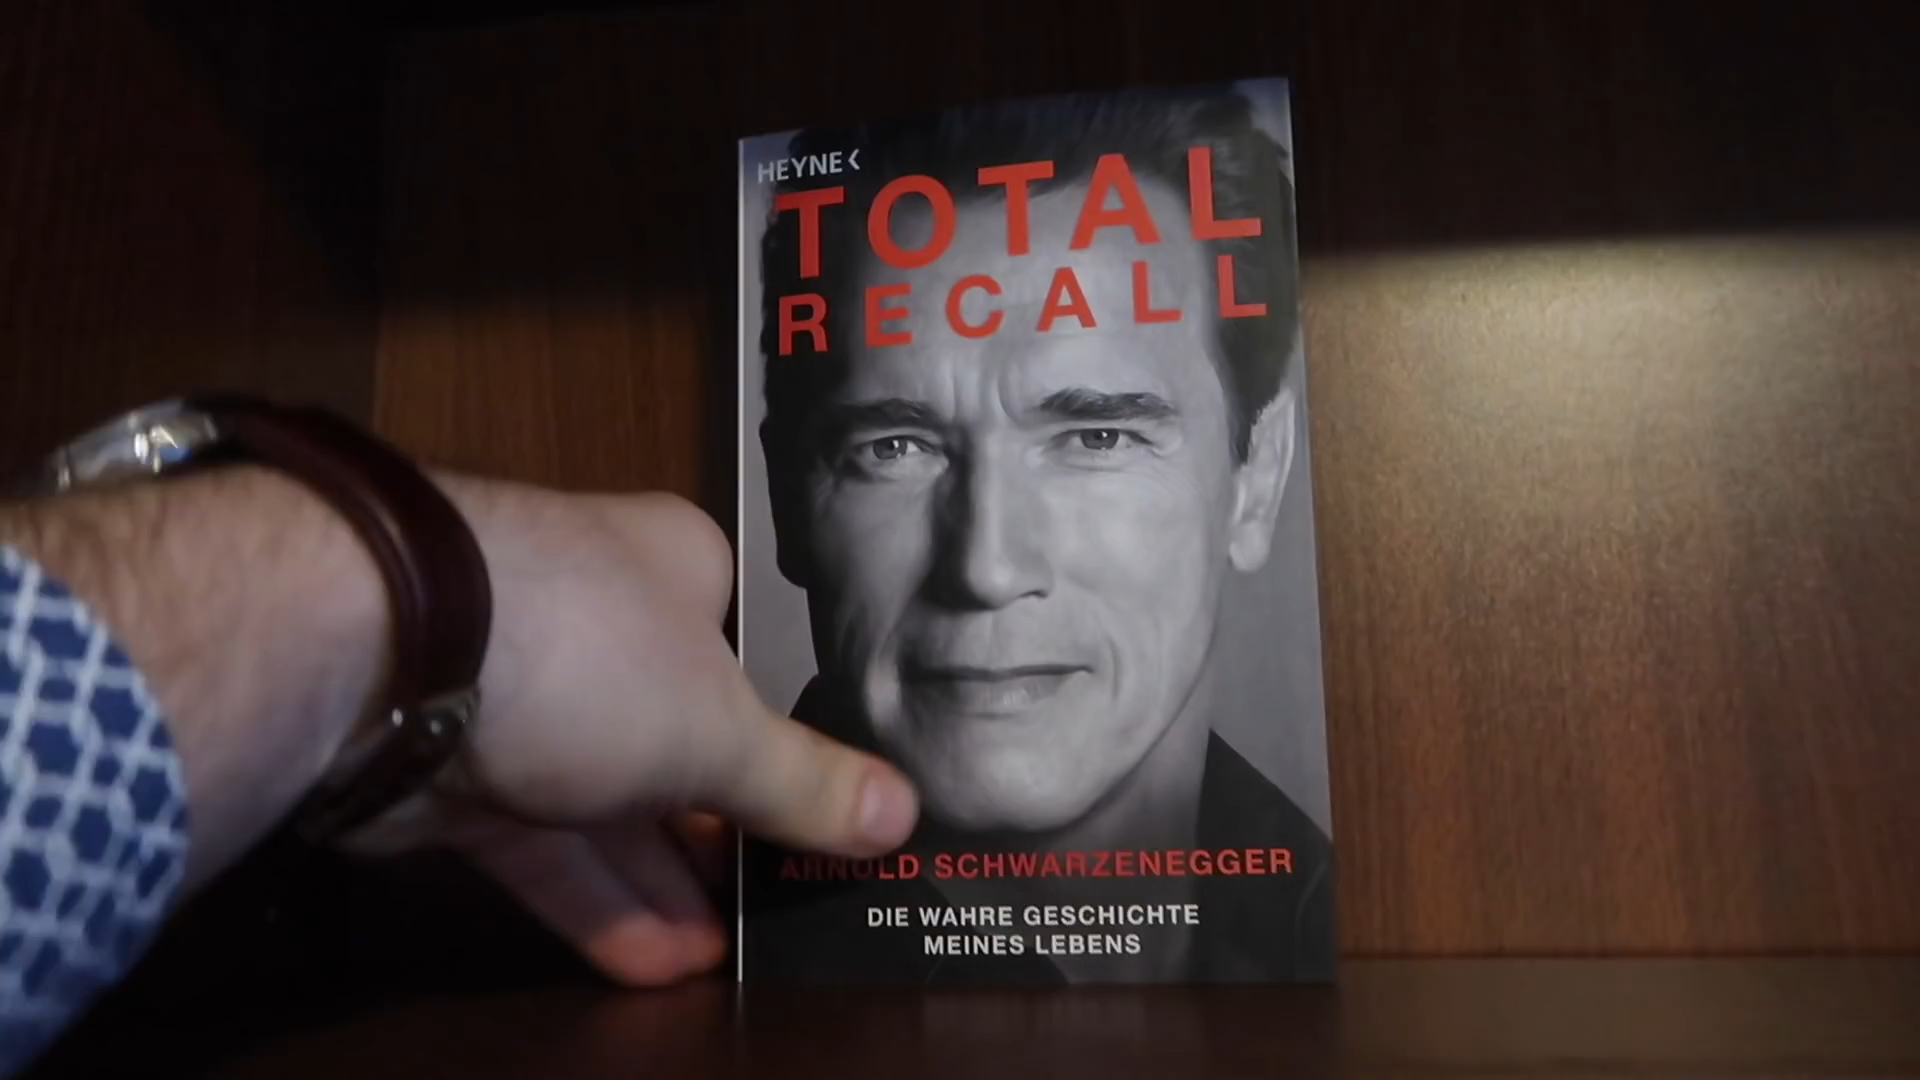 HEYNE<
TOTAL
RECALL
ARNOLD SCHWARZENEGGER
DIE WAHRE GESCHICHTE
MEINES LEBENS